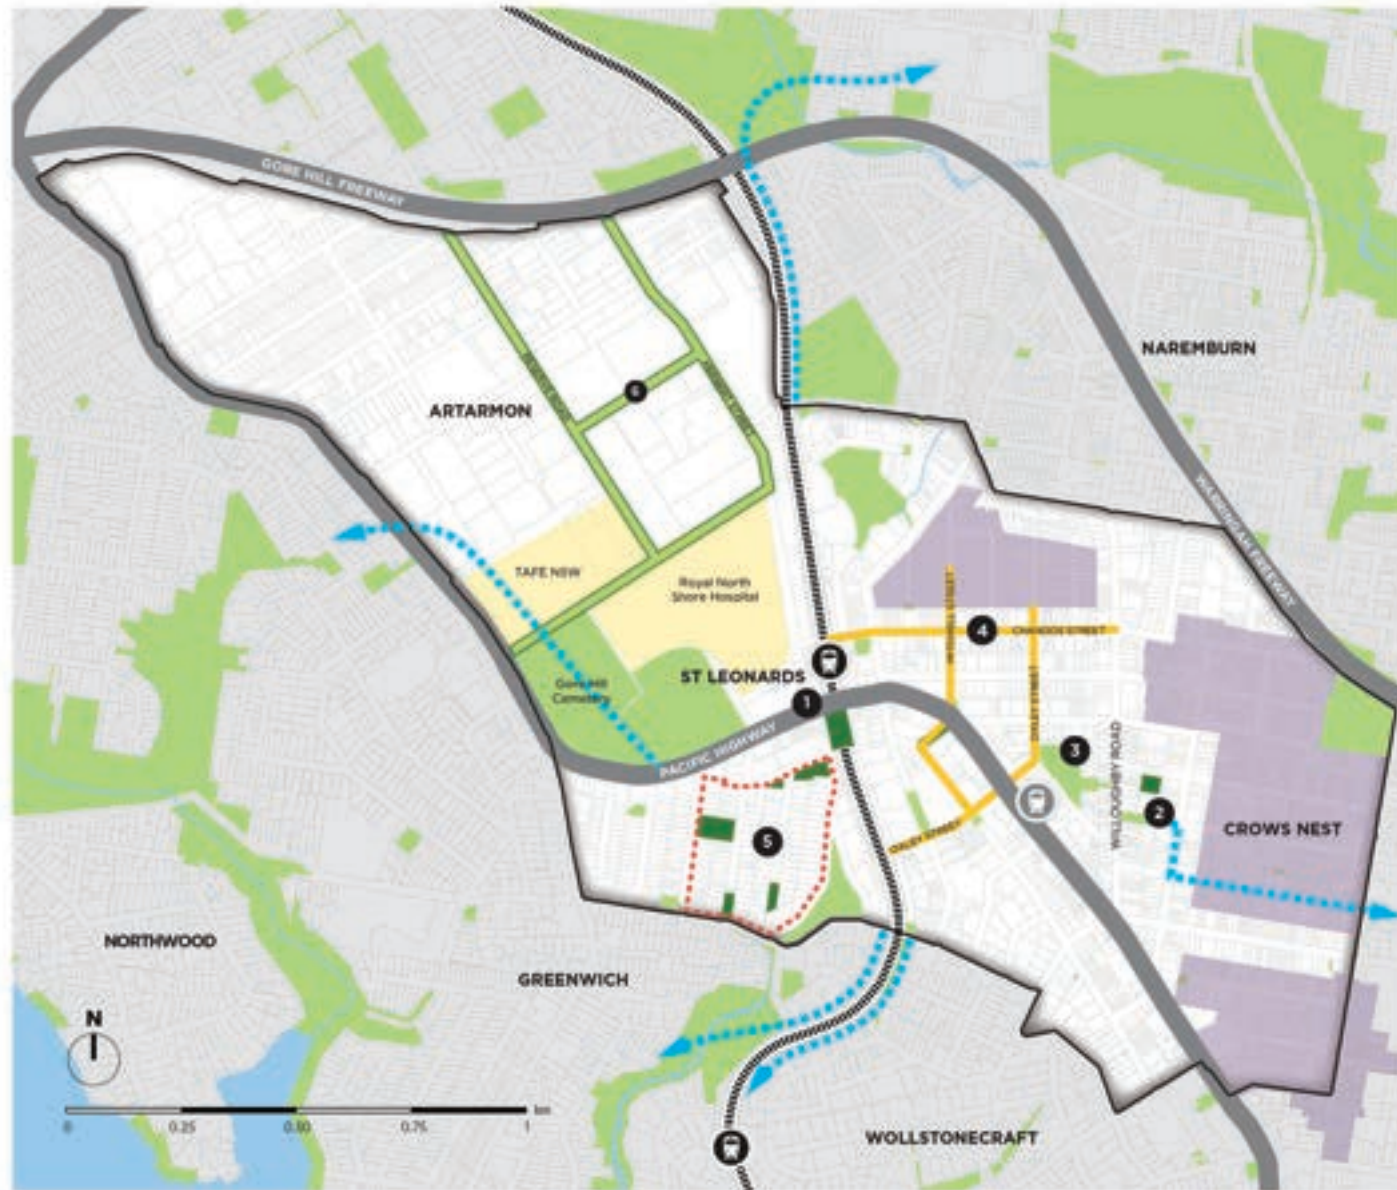 GORE HILL FREEWAY
NAREMBURN
6
ARTARMON
WARRINGAH FREEWAY
TAFE NSW
Royal North
Shore Hospital
4
CHANDOS STREET
ST LEONARDS
Gore Hill
Cemetery
1
OXLEY STREET
PACIFIC HIGHWAY
3
WILLOUGHBY ROAD
2
CROWS NEST
5
OXLEY STREET
NORTHWOOD
GREENWICH
N
km
0
0.25
0.50
0.75
1
WOLLSTONECRAFT